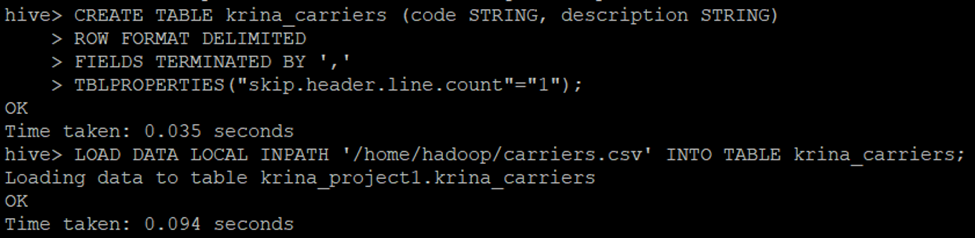 hive> CREATE TABLE krina_carriers (code STRING, description STRING)
    > ROW FORMAT DELIMITED
    > FIELDS TERMINATED BY ','
    > TBLPROPERTIES("skip.header.line.count"="1");
OK
Time taken: 0.035 seconds
hive> LOAD DATA LOCAL INPATH '/home/hadoop/carriers.csv' INTO TABLE krina_carriers;
Loading data to table krina_project1.krina_carriers
OK
Time taken: 0.094 seconds